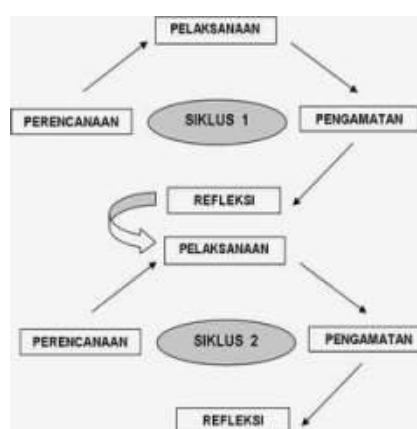 PELAKSANAAN
PERENCANAAN
SIKLUS 1
PENGAMATAN
REFLEKSI
PELAKSANAAN
PERENCANAAN
SIKLUS 2
PENGAMATAN
REFLEKSI